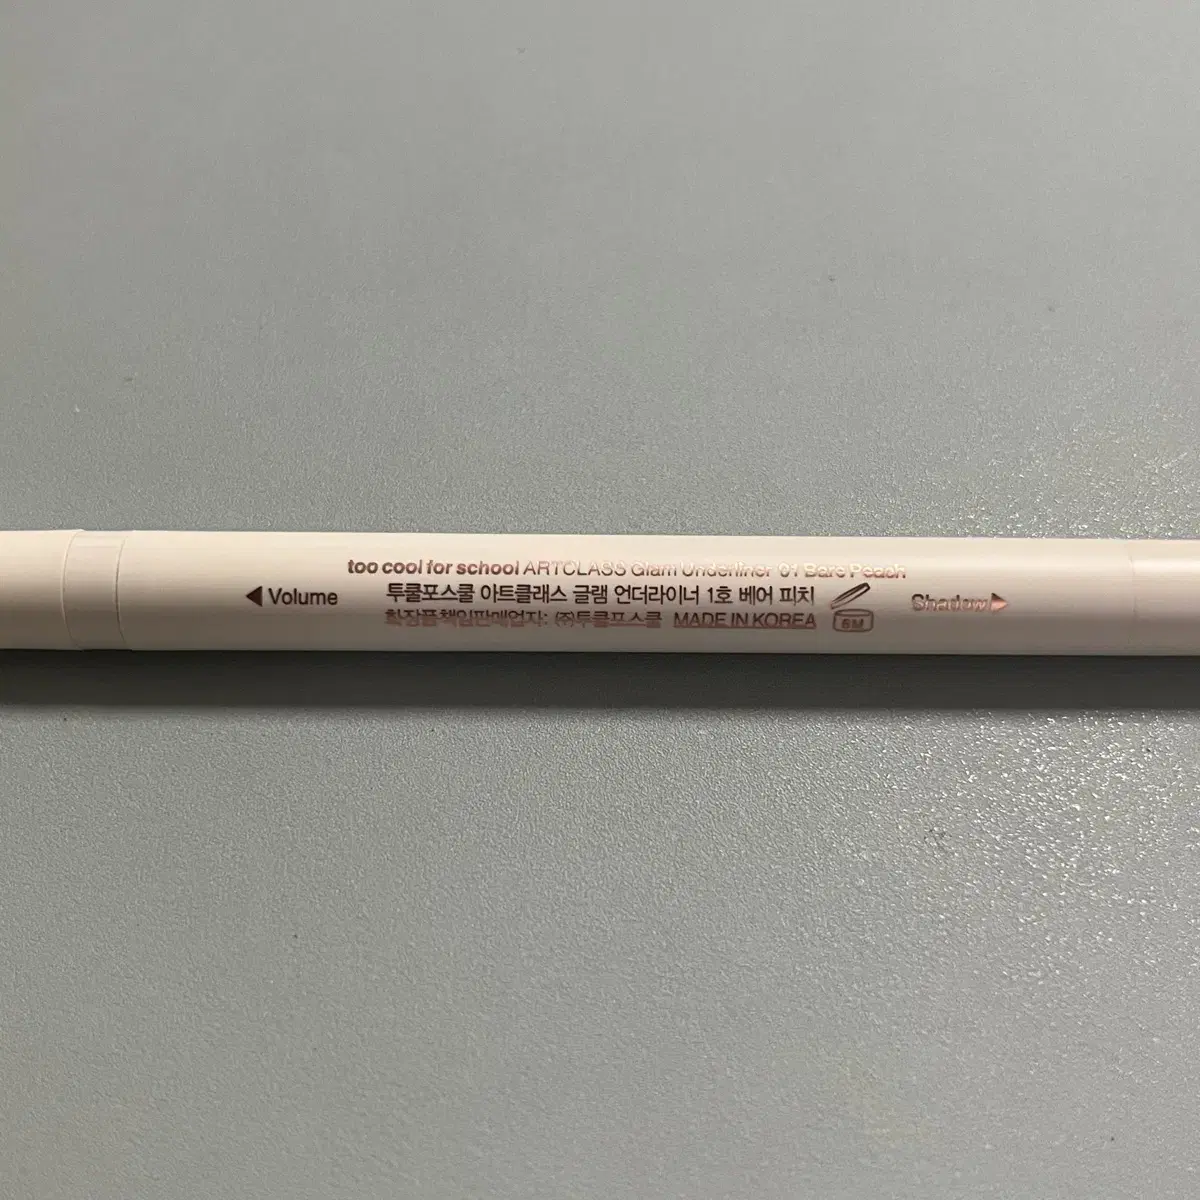 too cool for school ARTCLASS Glam Underliner 01 Bare Peach
◀ Volume 투쿨포스쿨 아트클래스 글램 언더라이너 1호 베어 피치 Shadow ▶
화장품책임판매업자: (주)투쿨포스쿨 MADE IN KOREA 6M